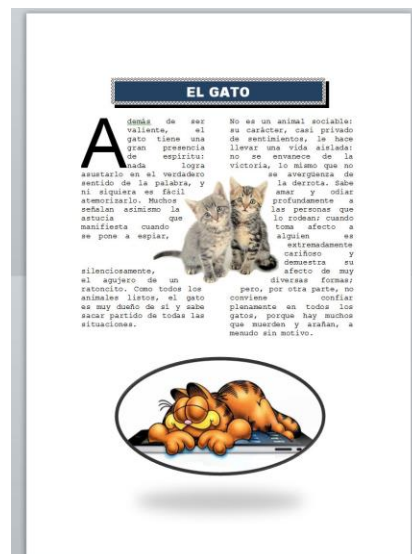 EL GATO
Además de ser
valiente, el
gato tiene una
gran presencia
de espíritu:
nada logra
asustarlo en el verdadero
sentido de la palabra, y
ni siquiera es fácil
atemorizarlo. Muchos
señalan asimismo la
astucia que
manifiesta cuando
se pone a espiar,
silenciosamente,
el agujero de un
ratoncito. Como todos los
animales listos, el gato
es muy dueño de sí y sabe
sacar partido de todas las
situaciones.
No es un animal sociable:
su carácter, casi privado
de sentimientos, le hace
llevar una vida aislada:
no se envanece de la
victoria, lo mismo que no
se avergüenza de
la derrota. Sabe
amar y odiar
profundamente a
las personas que
lo rodean; cuando
toma afecto a
alguien es
extremadamente
cariñoso y
demuestra su
afecto de muy
diversas formas;
pero, por otra parte, no
conviene confiar
plenamente en todos los
gatos, porque hay muchos
que muerden y arañan, a
menudo sin motivo.